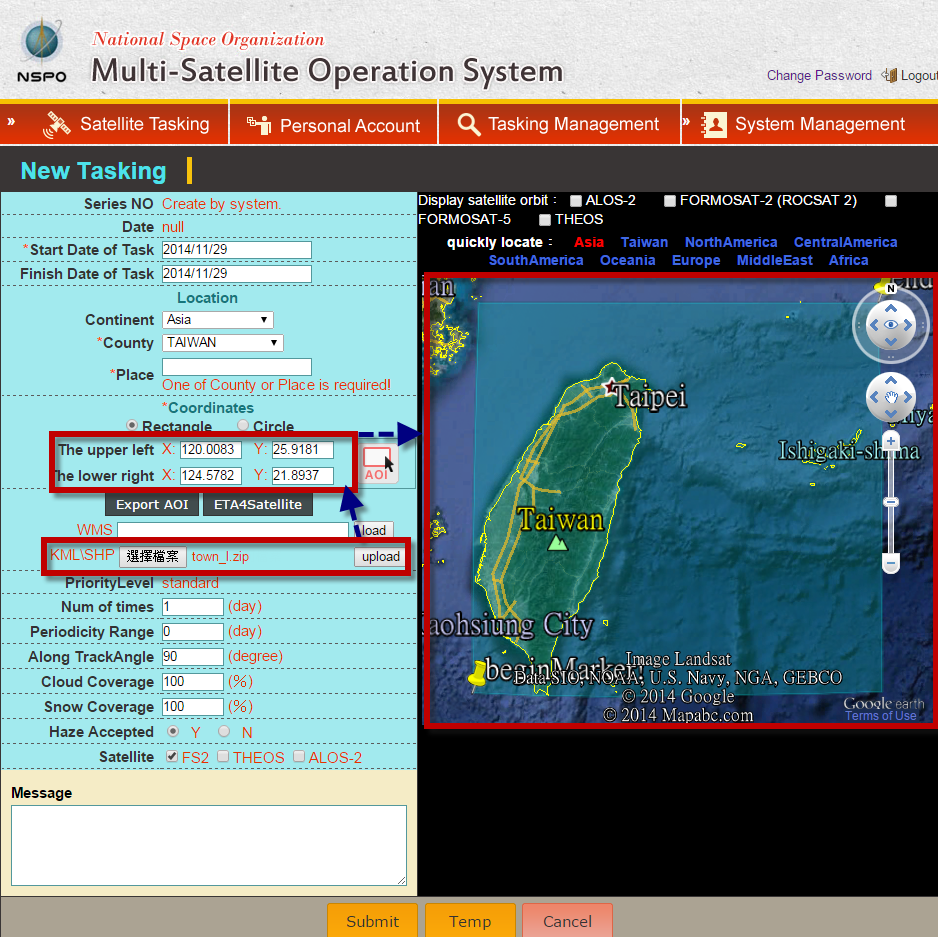 National Space Organization
NSPO
Multi-Satellite Operation System
Change Password Logout
» Satellite Tasking Personal Account Tasking Management » System Management
New Tasking
Series NO Create by system.
Date null
*Start Date of Task 2014/11/29
Finish Date of Task 2014/11/29
Location
Continent Asia
*County TAIWAN
*Place
One of County or Place is required!
*Coordinates
Rectangle Circle
The upper left X: 120.0083 Y: 25.9181
The lower right X: 124.5782 Y: 21.8937
AOI
Export AOI ETA4Satellite
WMS load
KML\SHP 選擇檔案 town_l.zip upload
PriorityLevel standard
Num of times 1 (day)
Periodicity Range 0 (day)
Along TrackAngle 90 (degree)
Cloud Coverage 100 (%)
Snow Coverage 100 (%)
Haze Accepted Y N
Satellite FS2 THEOS ALOS-2
Message
Display satellite orbit： ALOS-2 FORMOSAT-2 (ROCSAT 2)
FORMOSAT-5 THEOS
quickly locate： Asia Taiwan NorthAmerica CentralAmerica
SouthAmerica Oceania Europe MiddleEast Africa
N
Taipei
Ishigaki-shima
Taiwan
aohsiung City
beginMarker
Image Landsat
Data SIO, NOAA, U.S. Navy, NGA, GEBCO
© 2014 Google
© 2014 Mapabc.com
Google earth
Terms of Use
Submit Temp Cancel